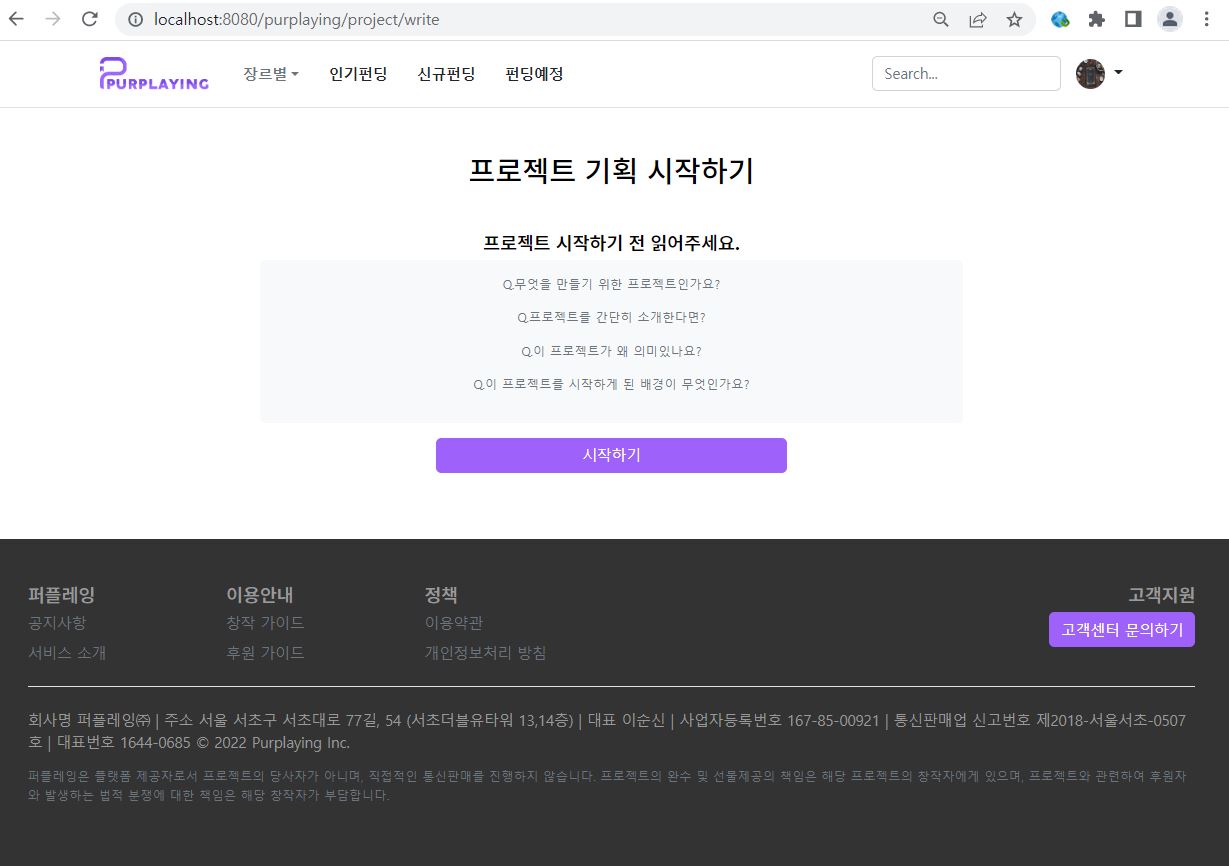 localhost:8080/purplaying/project/write
PURPLAYING
장르별
인기펀딩
신규펀딩
펀딩예정
Search...
프로젝트 기획 시작하기
프로젝트 시작하기 전 읽어주세요.
Q.무엇을 만들기 위한 프로젝트인가요?
Q.프로젝트를 간단히 소개한다면?
Q.이 프로젝트가 왜 의미있나요?
Q.이 프로젝트를 시작하게 된 배경이 무엇인가요?
시작하기
퍼플레잉
공지사항
서비스 소개
이용안내
창작 가이드
후원 가이드
정책
이용약관
개인정보처리 방침
고객지원
고객센터 문의하기
회사명 퍼플레잉㈜ | 주소 서울 서초구 서초대로 77길, 54 (서초더블유타워 13,14층) | 대표 이순신 | 사업자등록번호 167-85-00921 | 통신판매업 신고번호 제2018-서울서초-0507
호 | 대표번호 1644-0685 © 2022 Purplaying Inc.
퍼플레잉은 플랫폼 제공자로서 프로젝트의 당사자가 아니며, 직접적인 통신판매를 진행하지 않습니다. 프로젝트의 완수 및 선물제공의 책임은 해당 프로젝트의 창작자에게 있으며, 프로젝트와 관련하여 후원자
와 발생하는 법적 분쟁에 대한 책임은 해당 창작자가 부담합니다.